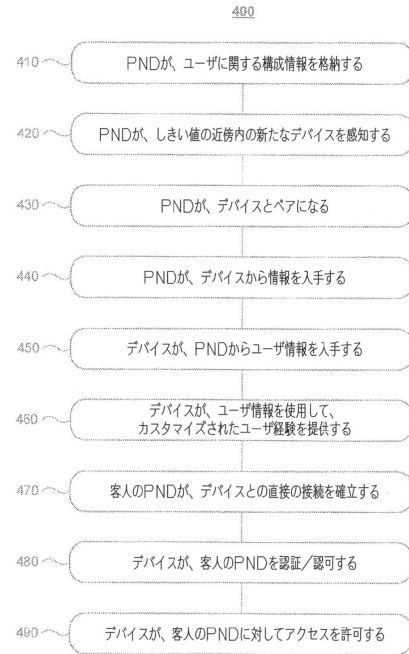 400
410 PNDが、ユーザに関する構成情報を格納する
420 PNDが、しきい値の近傍内の新たなデバイスを感知する
430 PNDが、デバイスとペアになる
440 PNDが、デバイスから情報を入手する
450 デバイスが、PNDからユーザ情報を入手する
460 デバイスが、ユーザ情報を使用して、
カスタマイズされたユーザ経験を提供する
470 客人のPNDが、デバイスとの直接の接続を確立する
480 デバイスが、客人のPNDを認証/認可する
490 デバイスが、客人のPNDに対してアクセスを許可する